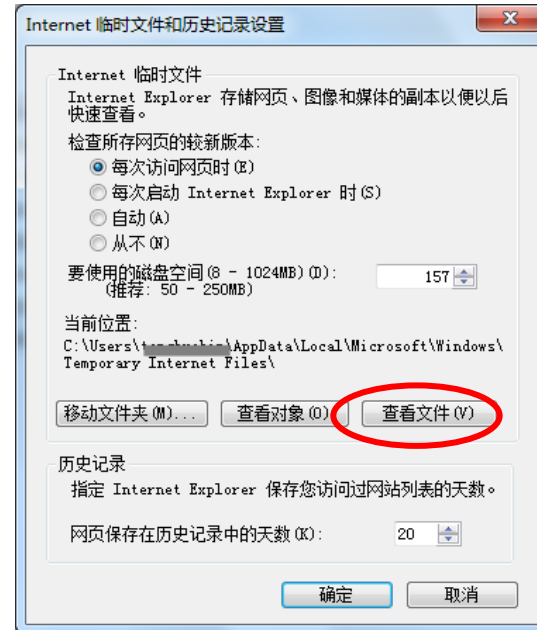 Internet 临时文件和历史记录设置
Internet 临时文件
Internet Explorer 存储网页、图像和媒体的副本以便以后
快速查看。
检查所存网页的较新版本:
每次访问网页时(E)
每次启动 Internet Explorer 时(S)
自动(A)
从不(N)
要使用的磁盘空间(8 - 1024MB)(D): 157
(推荐: 50 - 250MB)
当前位置:
C:\Users\ \AppData\Local\Microsoft\Windows\
Temporary Internet Files\
移动文件夹(M)... 查看对象(O) 查看文件(V)
历史记录
指定 Internet Explorer 保存您访问过网站列表的天数。
网页保存在历史记录中的天数(K): 20
确定 取消